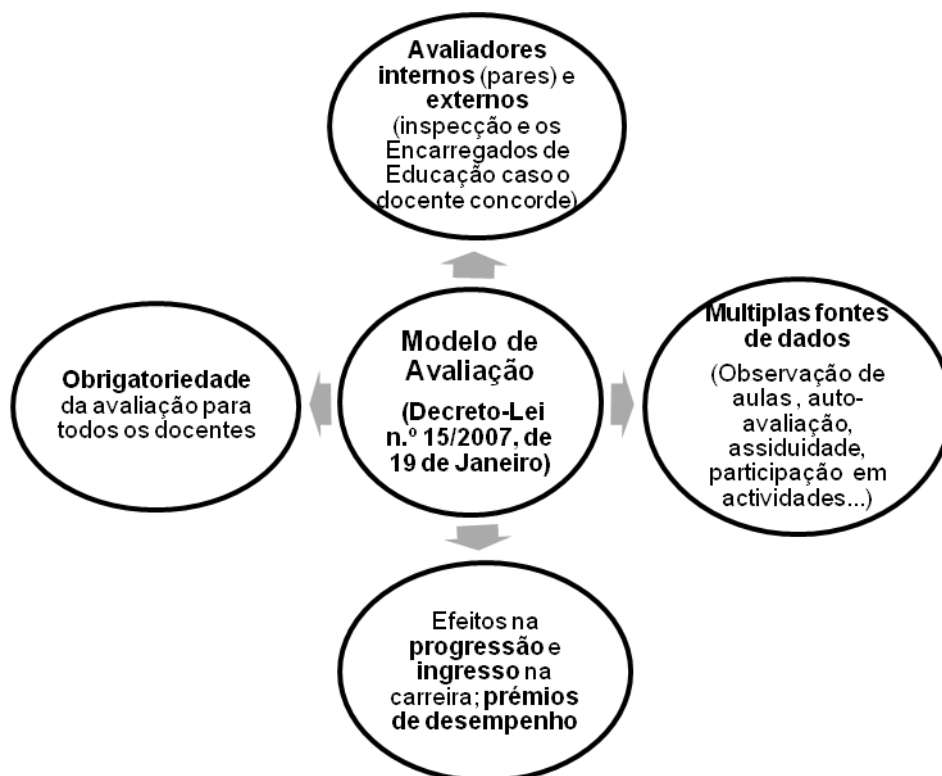 Avaliadores
internos (pares) e
externos
(inspecção e os
Encarregados de
Educação caso o
docente concorde)
Obrigatoriedade
da avaliação para
todos os docentes
Modelo de
Avaliação
(Decreto-Lei
n.º 15/2007, de
19 de Janeiro)
Multiplas fontes
de dados
(Observação de
aulas , auto-
avaliação,
assiduidade,
participação em
actividades...)
Efeitos na
progressão e
ingresso na
carreira; prémios
de desempenho